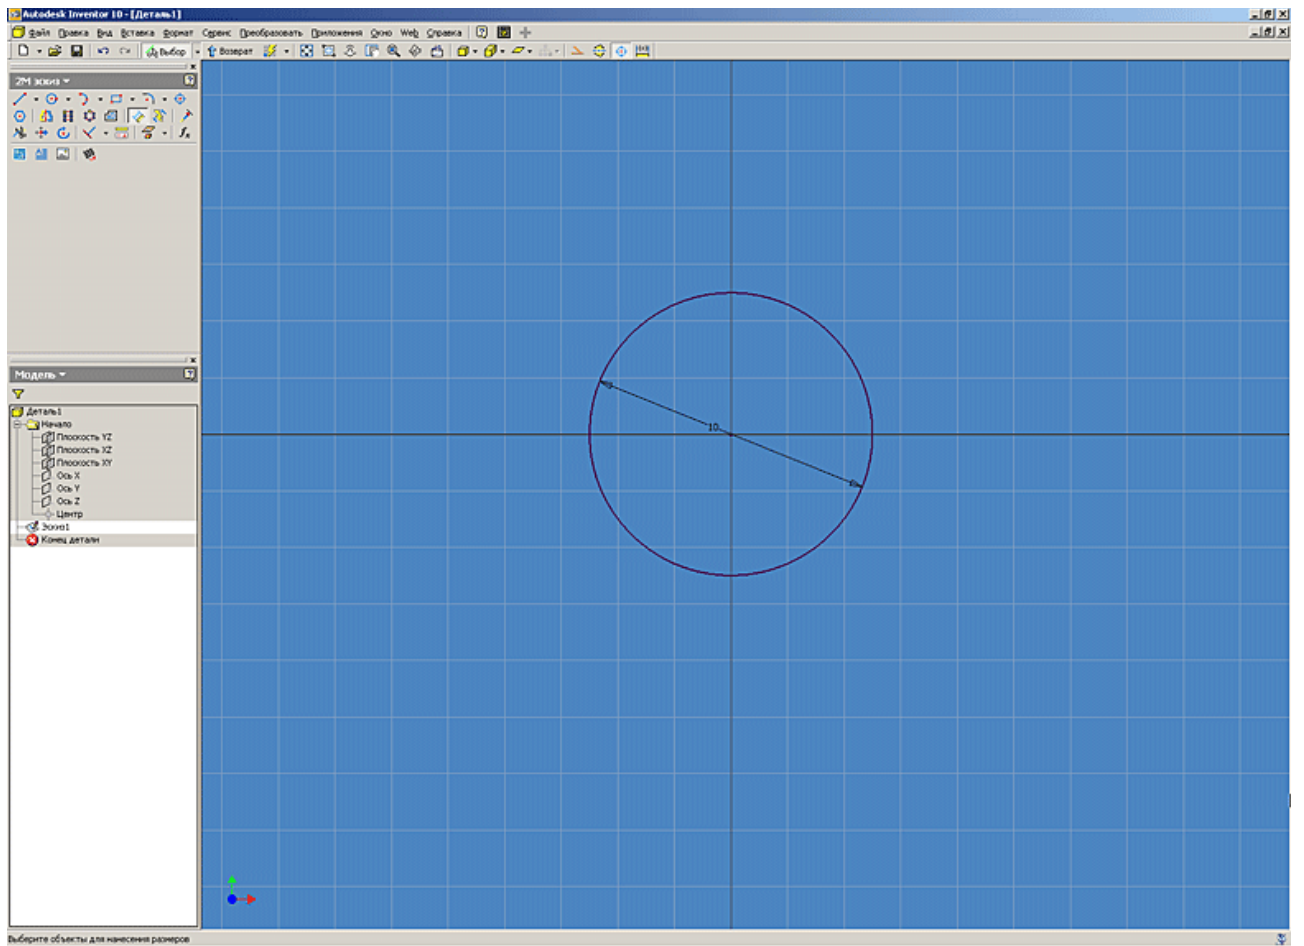 Autodesk Inventor 10 - [Деталь1]
Файл Правка Вид Вставка Формат Сервис Преобразовать Приложения Окно Web Справка
Выбор Возврат
2М эскиз
Модель
Деталь1
Начало
Плоскость YZ
Плоскость XZ
Плоскость XY
Ось X
Ось Y
Ось Z
Центр
Эскиз1
Конец детали
10
Выберите объекты для нанесения размеров